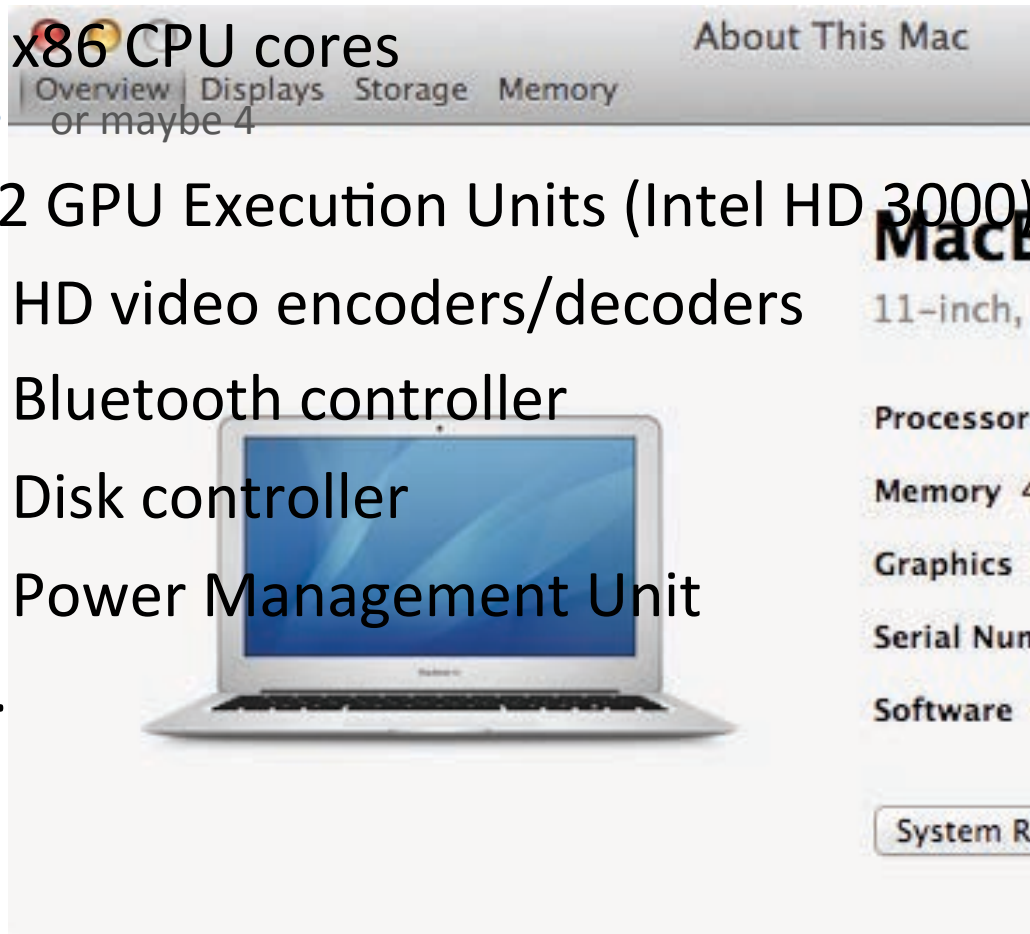 x86 CPU cores
About This Mac
Overview Displays Storage Memory
or maybe 4
2 GPU Execution Units (Intel HD 3000)
MacB
HD video encoders/decoders
11-inch,
Bluetooth controller
Processor
Disk controller
Memory 4
Graphics
Power Management Unit
Serial Num
.
Software
System R